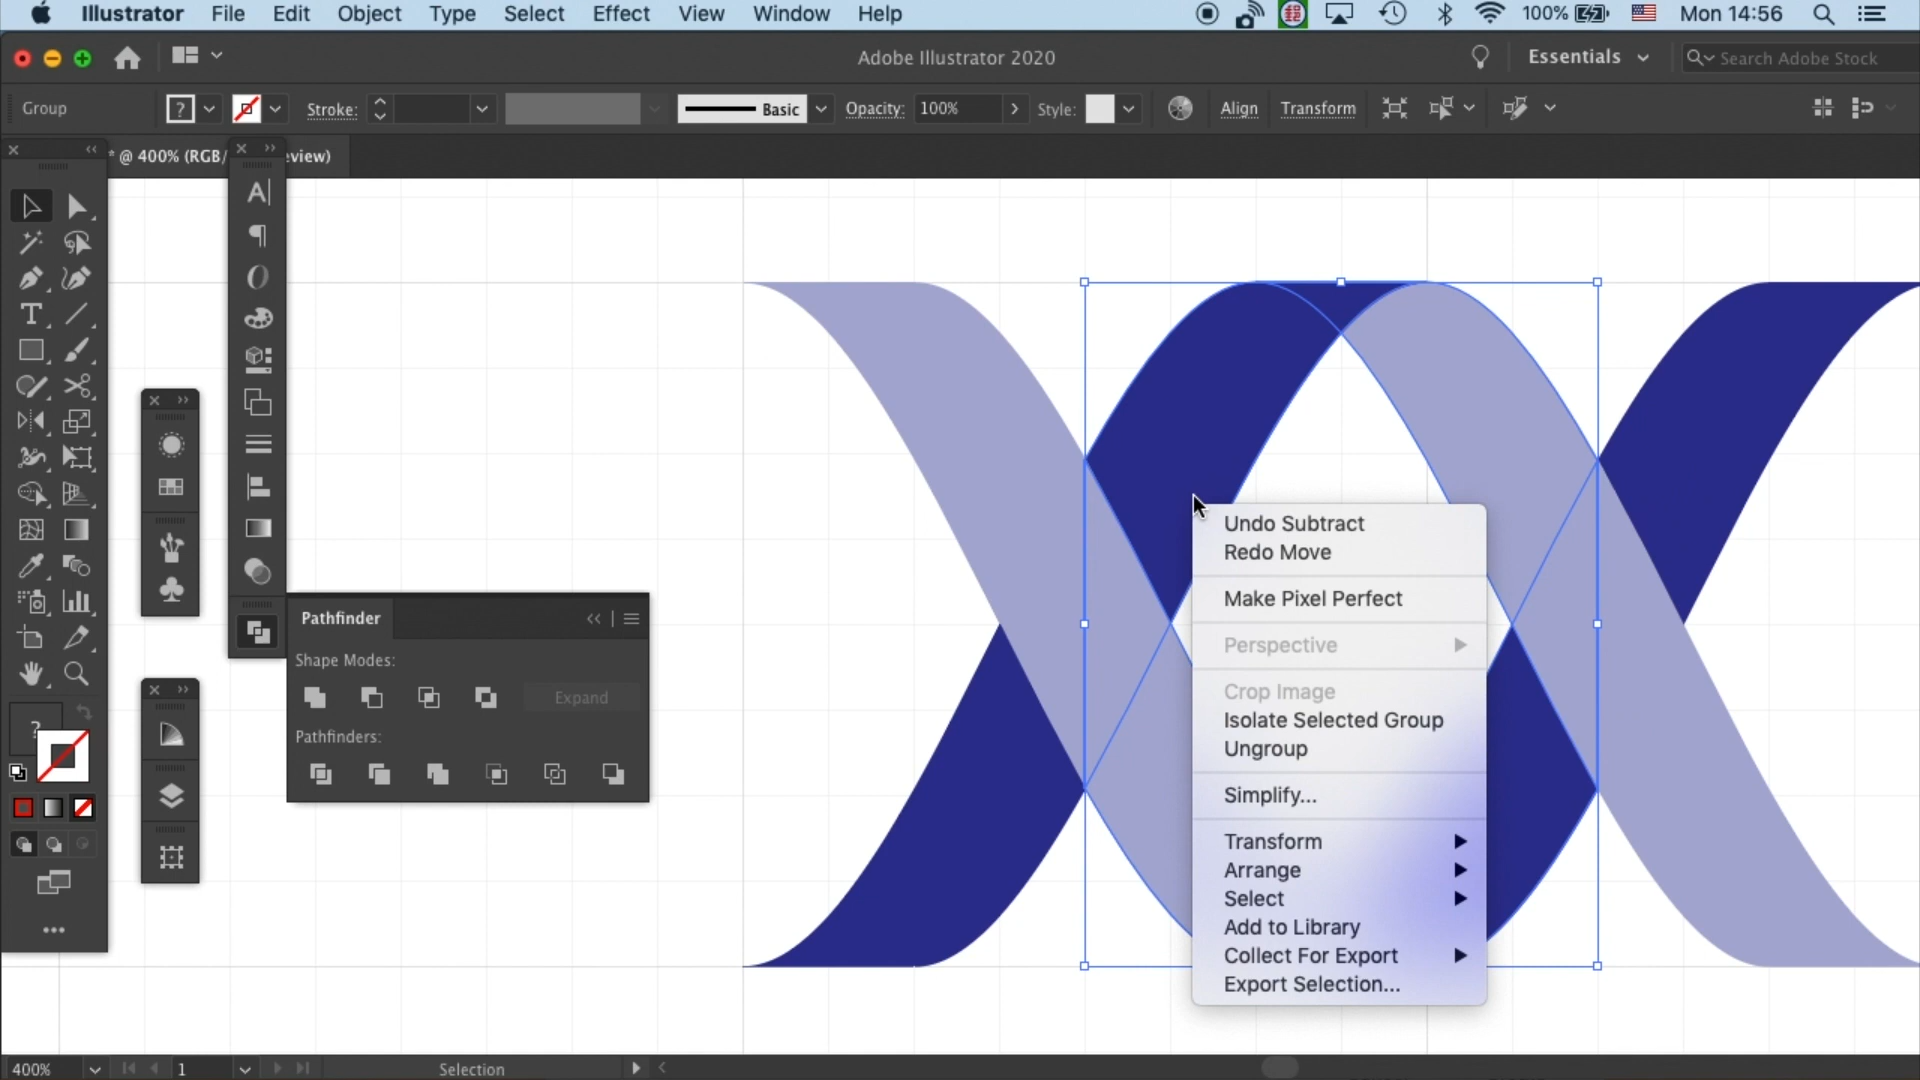 Illustrator File Edit Object Type Select Effect View Window Help 100% Mon 14:56
Adobe Illustrator 2020 Essentials Search Adobe Stock
Group ? Stroke: Basic Opacity: 100% Style: Align Transform
* @ 400% (RGB/ eview)
Undo Subtract
Redo Move
Make Pixel Perfect
Perspective
Crop Image
Isolate Selected Group
Ungroup
Simplify...
Transform
Arrange
Select
Add to Library
Collect For Export
Export Selection...
Pathfinder
Shape Modes:
Expand
Pathfinders:
?
400% 1 Selection